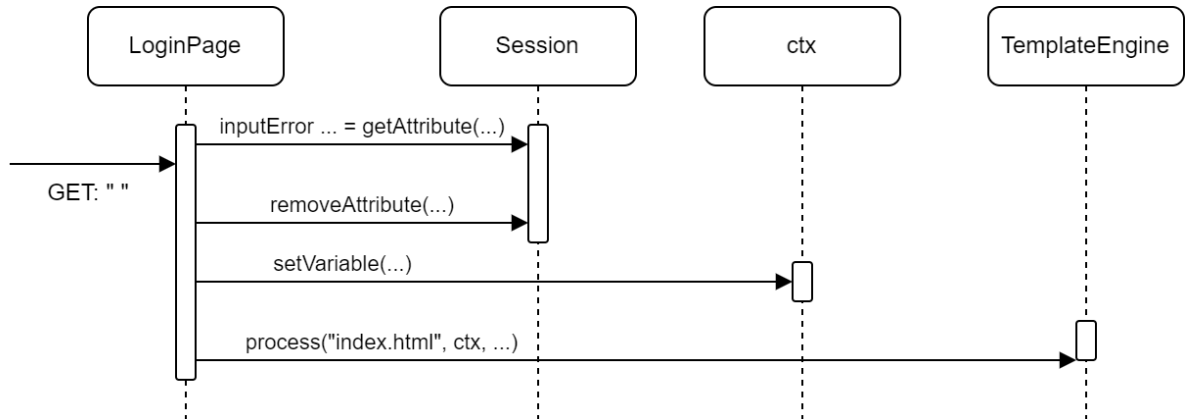 LoginPage
Session
ctx
TemplateEngine
inputError ... = getAttribute(...)
GET: " "
removeAttribute(...)
setVariable(...)
process("index.html", ctx, ...)